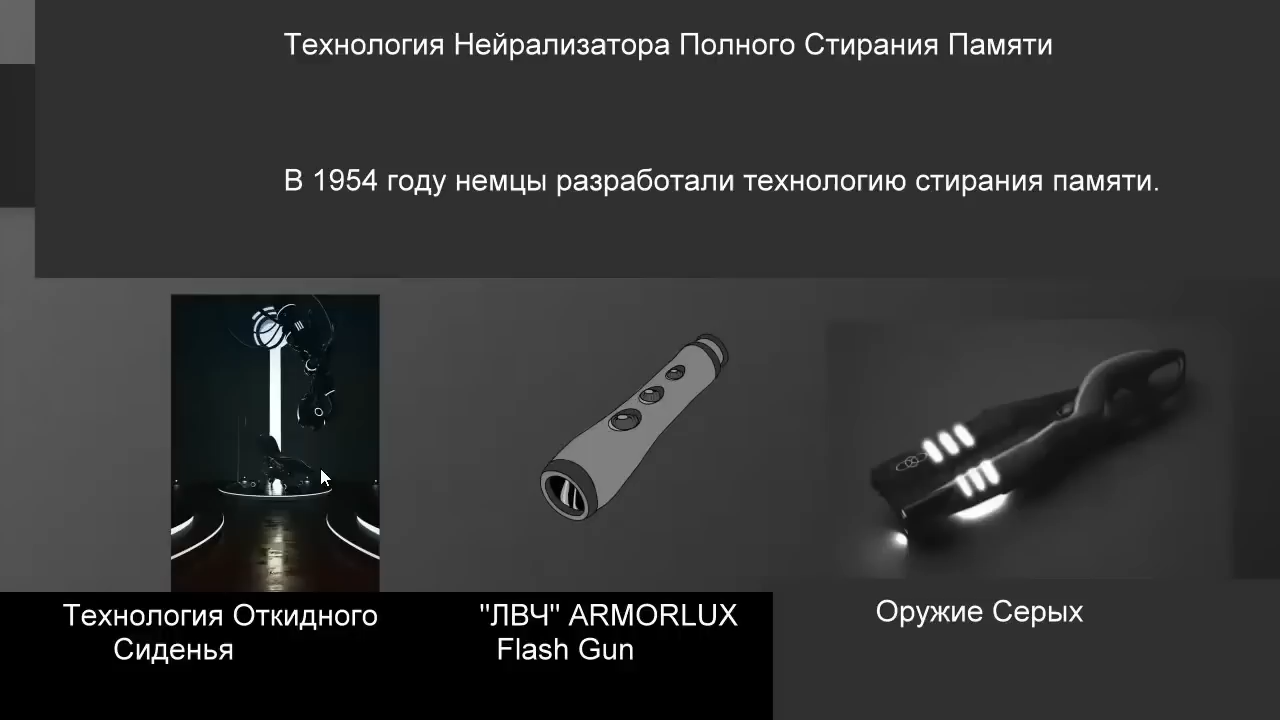 Технология Нейрализатора Полного Стирания Памяти
В 1954 году немцы разработали технологию стирания памяти.
Технология Откидного
Сиденья
"ЛВЧ" ARMORLUX
Flash Gun
Оружие Серых